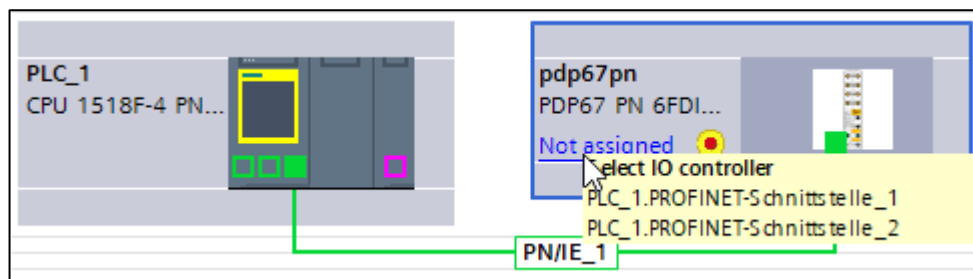 PLC_1
CPU 1518F-4 PN...
pdp67pn
PDP67 PN 6FDI...
Not assigned
elect IO controller
PLC_1.PROFINET-Schnittstelle_1
PLC_1.PROFINET-Schnittstelle_2
PN/IE_1